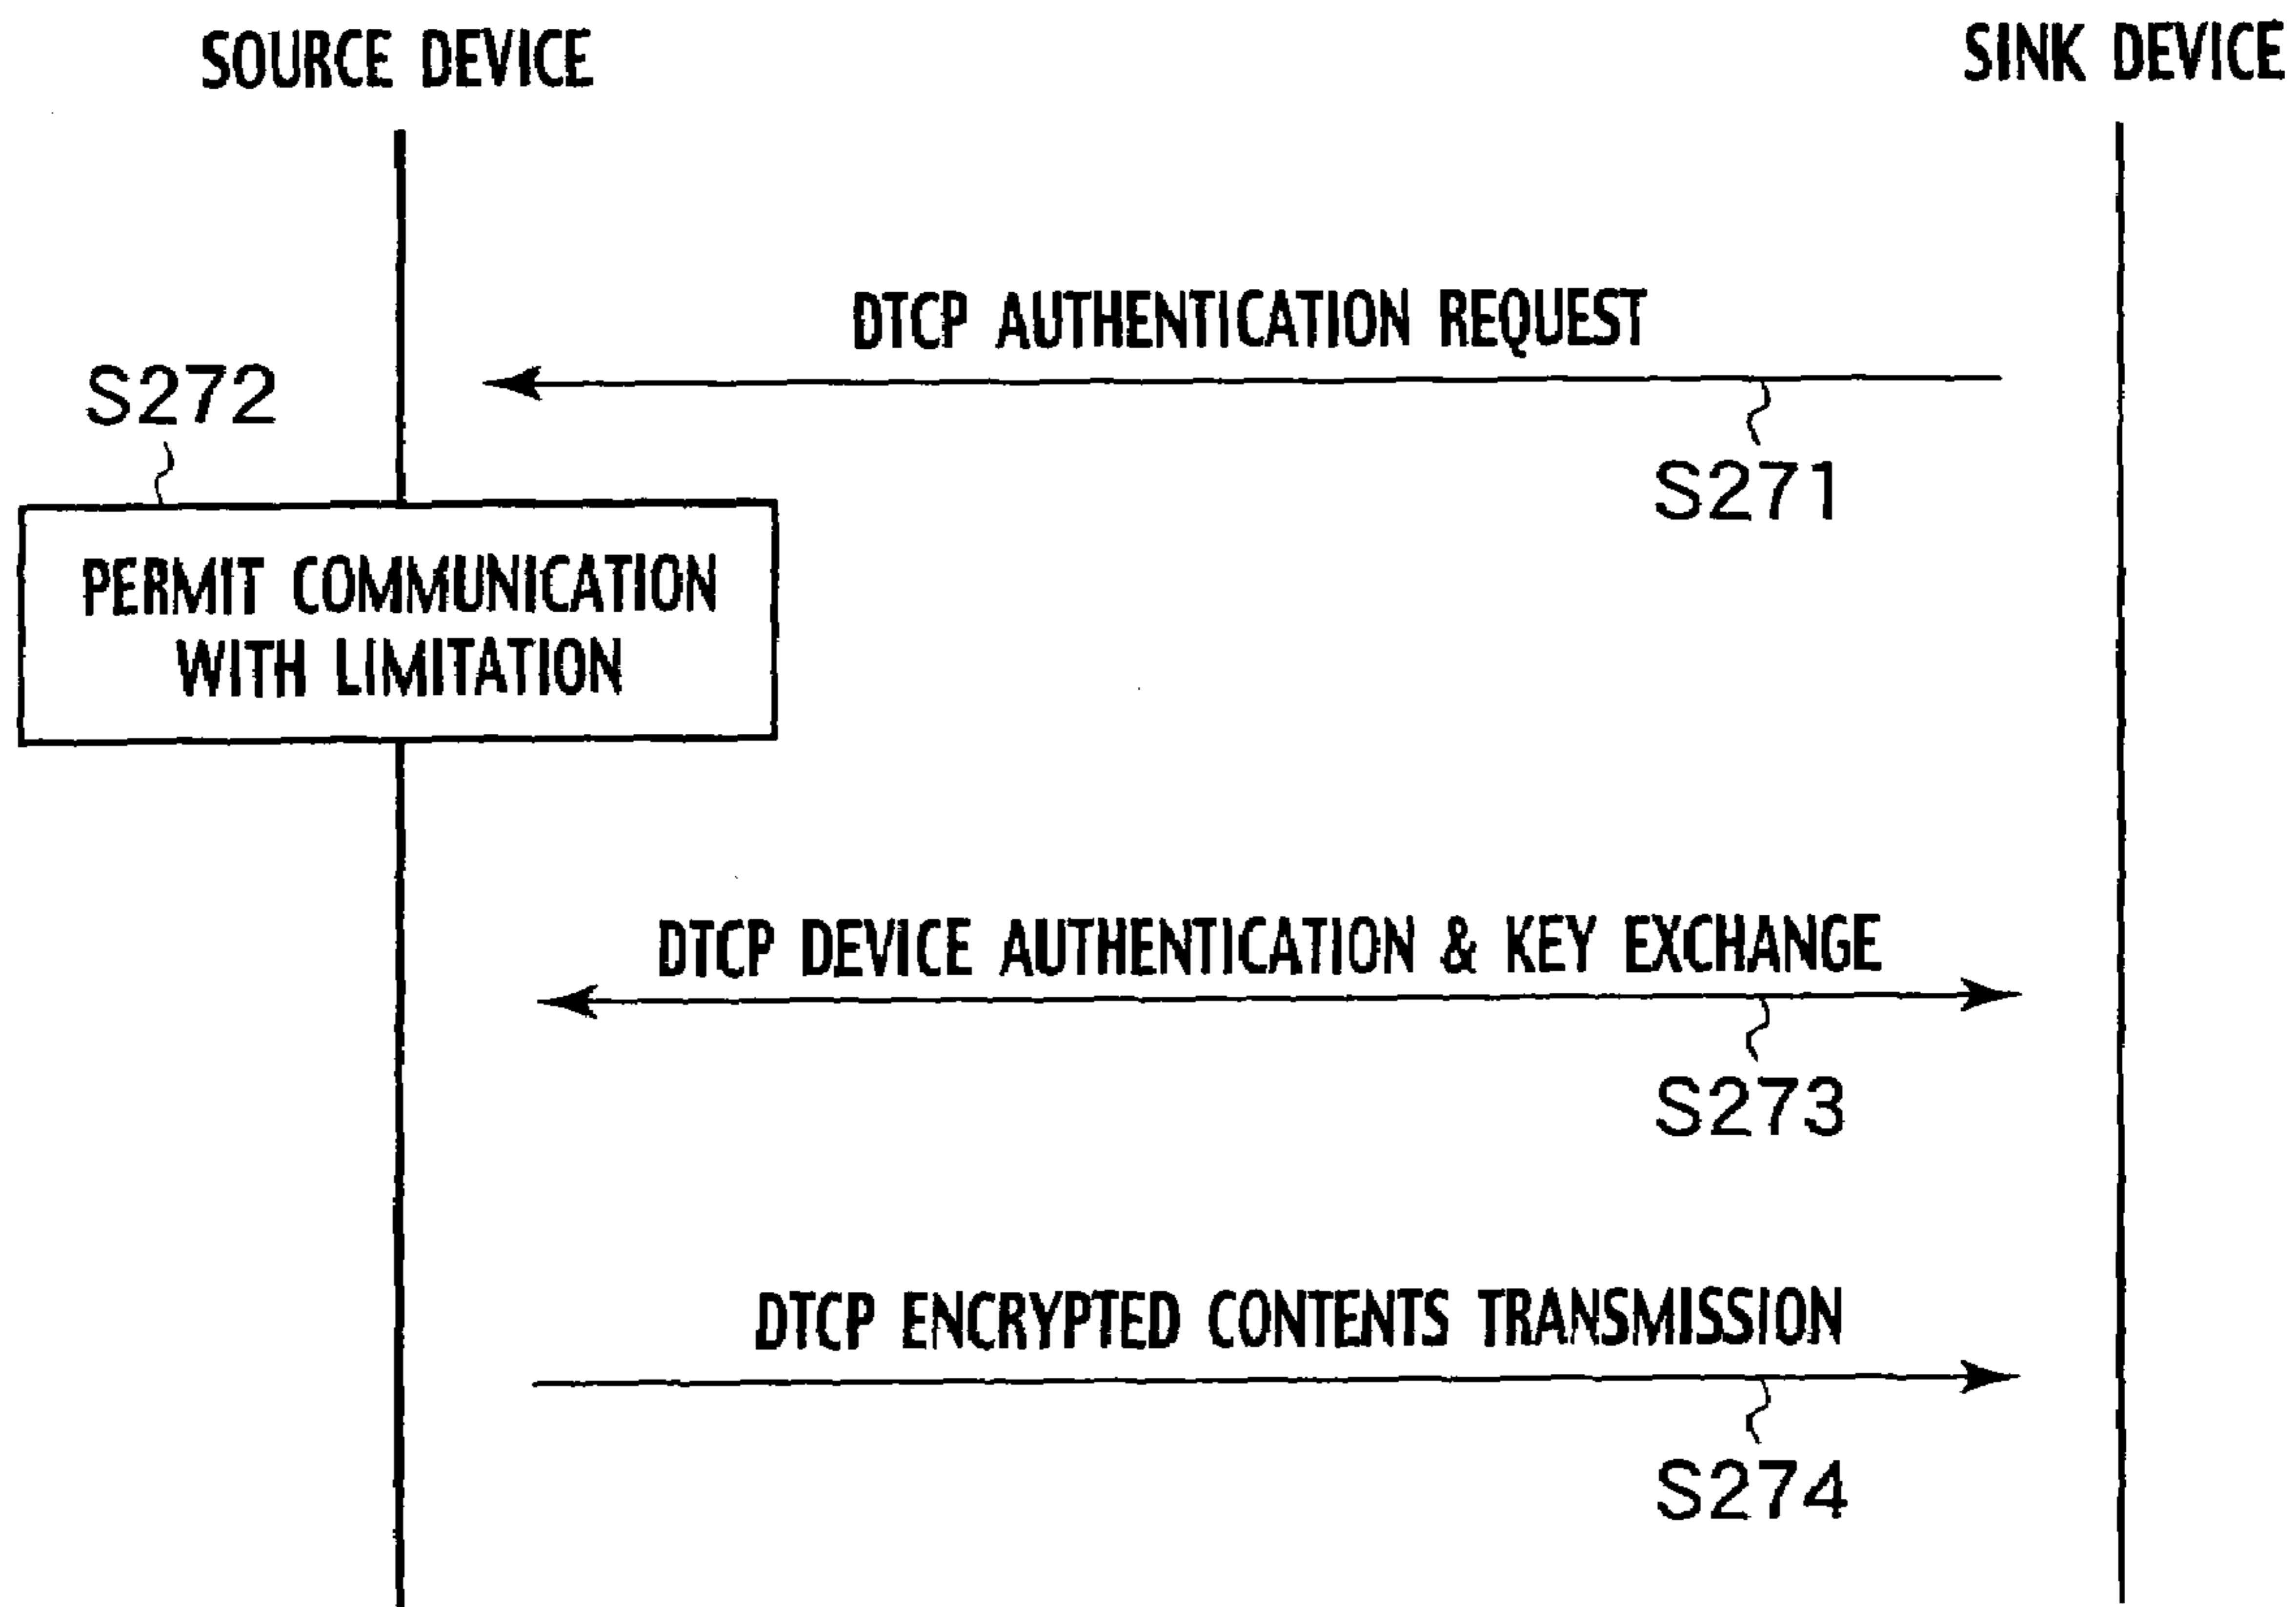 SOURCE DEVICE
SINK DEVICE
DTCP AUTHENTICATION REQUEST
S272
S271
PERMIT COMMUNICATION
WITH LIMITATION
DTCP DEVICE AUTHENTICATION & KEY EXCHANGE
S273
DTCP ENCRYPTED CONTENTS TRANSMISSION
S274